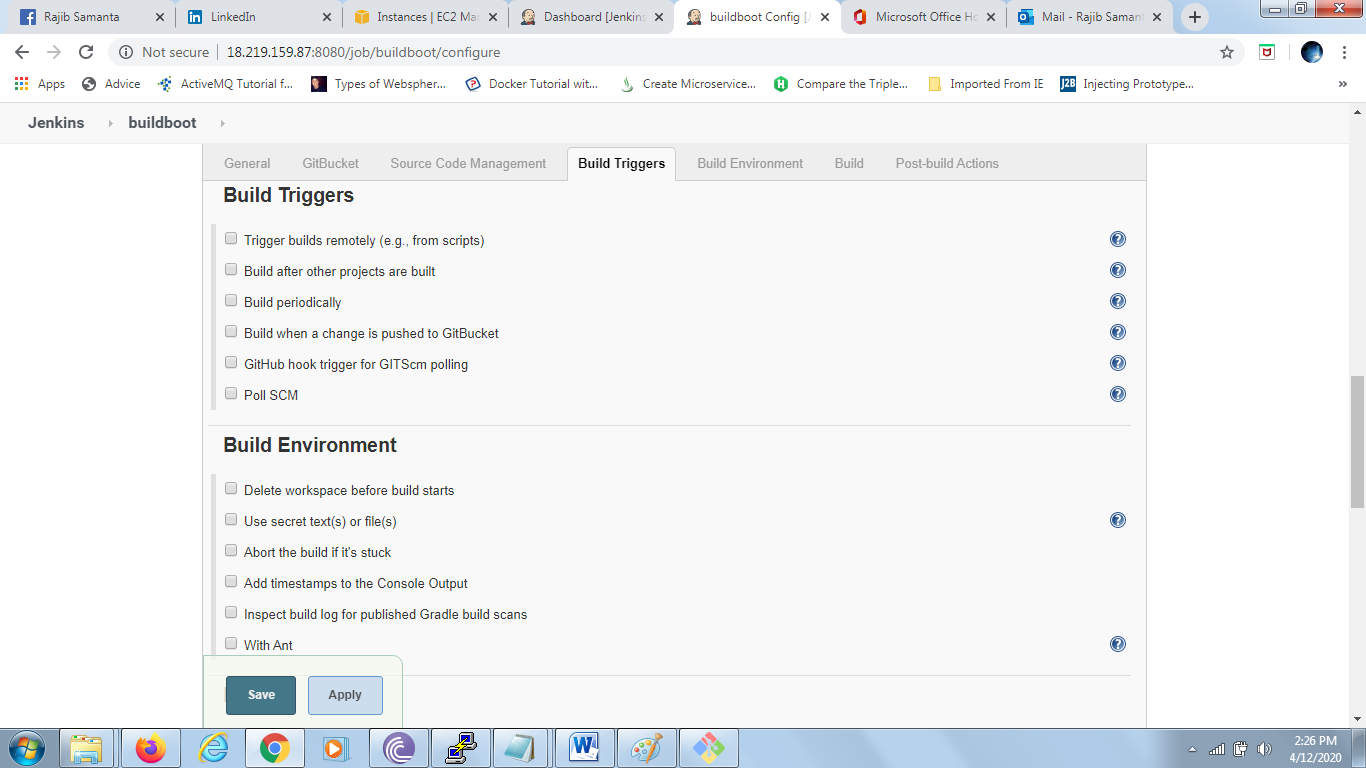 Rajib Samanta
LinkedIn
Instances | EC2 Mar
Dashboard [Jenkins
buildboot Config [J
Microsoft Office Ho
Mail - Rajib Samant
Not secure | 18.219.159.87:8080/job/buildboot/configure
Apps
Advice
ActiveMQ Tutorial f...
Types of Webspher...
Docker Tutorial wit...
Create Microservice...
Compare the Triple...
Imported From IE
J2B
Injecting Prototype...
»
Jenkins
buildboot
General
GitBucket
Source Code Management
Build Triggers
Build Environment
Build
Post-build Actions
Build Triggers
Trigger builds remotely (e.g., from scripts)
Build after other projects are built
Build periodically
Build when a change is pushed to GitBucket
GitHub hook trigger for GITScm polling
Poll SCM
Build Environment
Delete workspace before build starts
Use secret text(s) or file(s)
Abort the build if it's stuck
Add timestamps to the Console Output
Inspect build log for published Gradle build scans
With Ant
Save
Apply
2:26 PM
4/12/2020